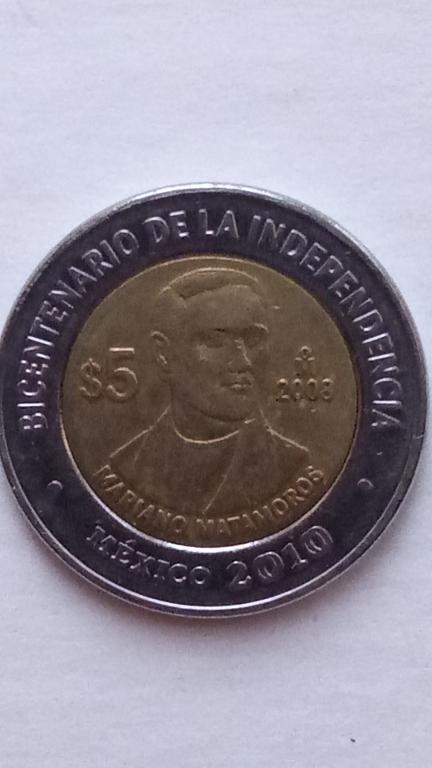 BICENTENARIO DE LA INDEPENDENCIA
$5
2008
MARIANO MATAMOROS
MÉXICO 2010